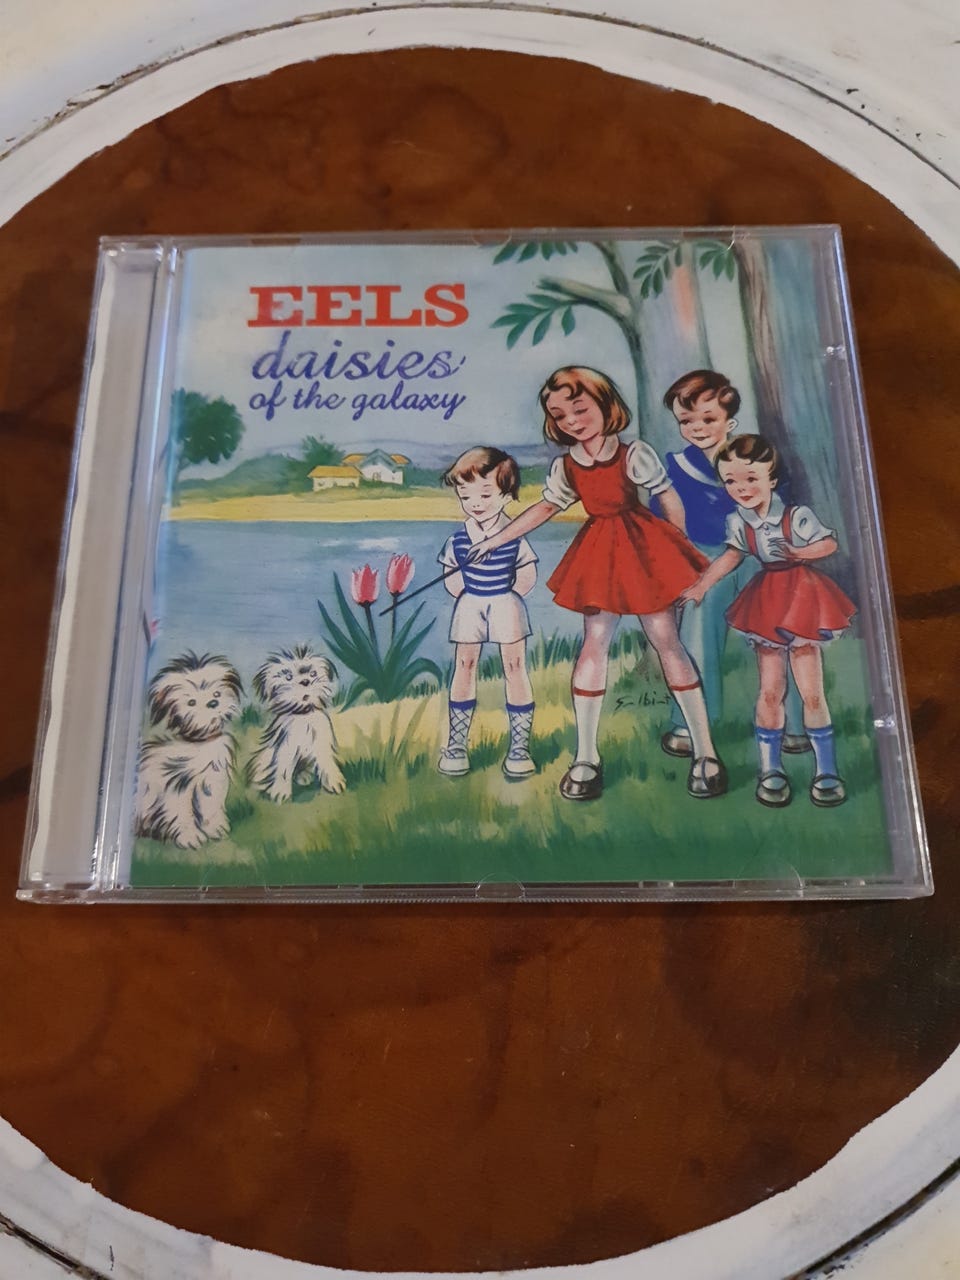 EELS
daisies
of the galaxy